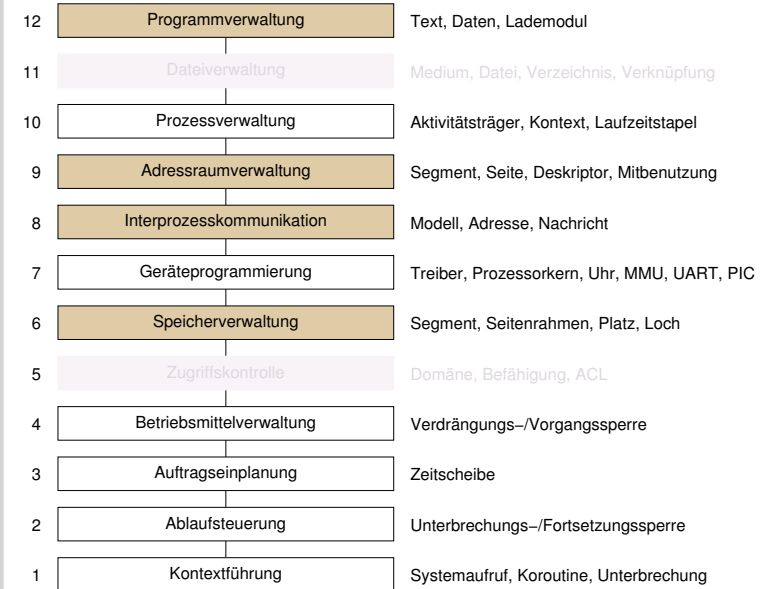 12 Programmverwaltung Text, Daten, Lademodul
11 Dateiverwaltung Medium, Datei, Verzeichnis, Verknüpfung
10 Prozessverwaltung Aktivitätsträger, Kontext, Laufzeitstapel
9 Adressraumverwaltung Segment, Seite, Deskriptor, Mitbenutzung
8 Interprozesskommunikation Modell, Adresse, Nachricht
7 Geräteprogrammierung Treiber, Prozessorkern, Uhr, MMU, UART, PIC
6 Speicherverwaltung Segment, Seitenrahmen, Platz, Loch
5 Zugriffskontrolle Domäne, Befähigung, ACL
4 Betriebsmittelverwaltung Verdrängungs−/Vorgangssperre
3 Auftragseinplanung Zeitscheibe
2 Ablaufsteuerung Unterbrechungs−/Fortsetzungssperre
1 Kontextführung Systemaufruf, Koroutine, Unterbrechung